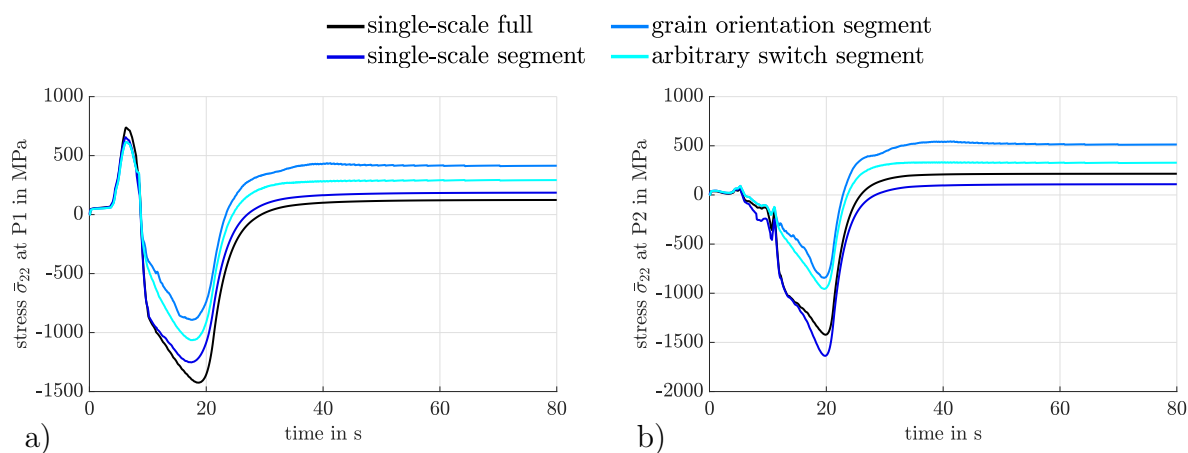 single-scale full
grain orientation segment
single-scale segment
arbitrary switch segment
stress σ̄₂₂ at P1 in MPa
1000
500
0
-500
-1000
-1500
0
20
40
60
80
time in s
a)
stress σ̄₂₂ at P2 in MPa
1000
500
0
-500
-1000
-1500
-2000
0
20
40
60
80
time in s
b)